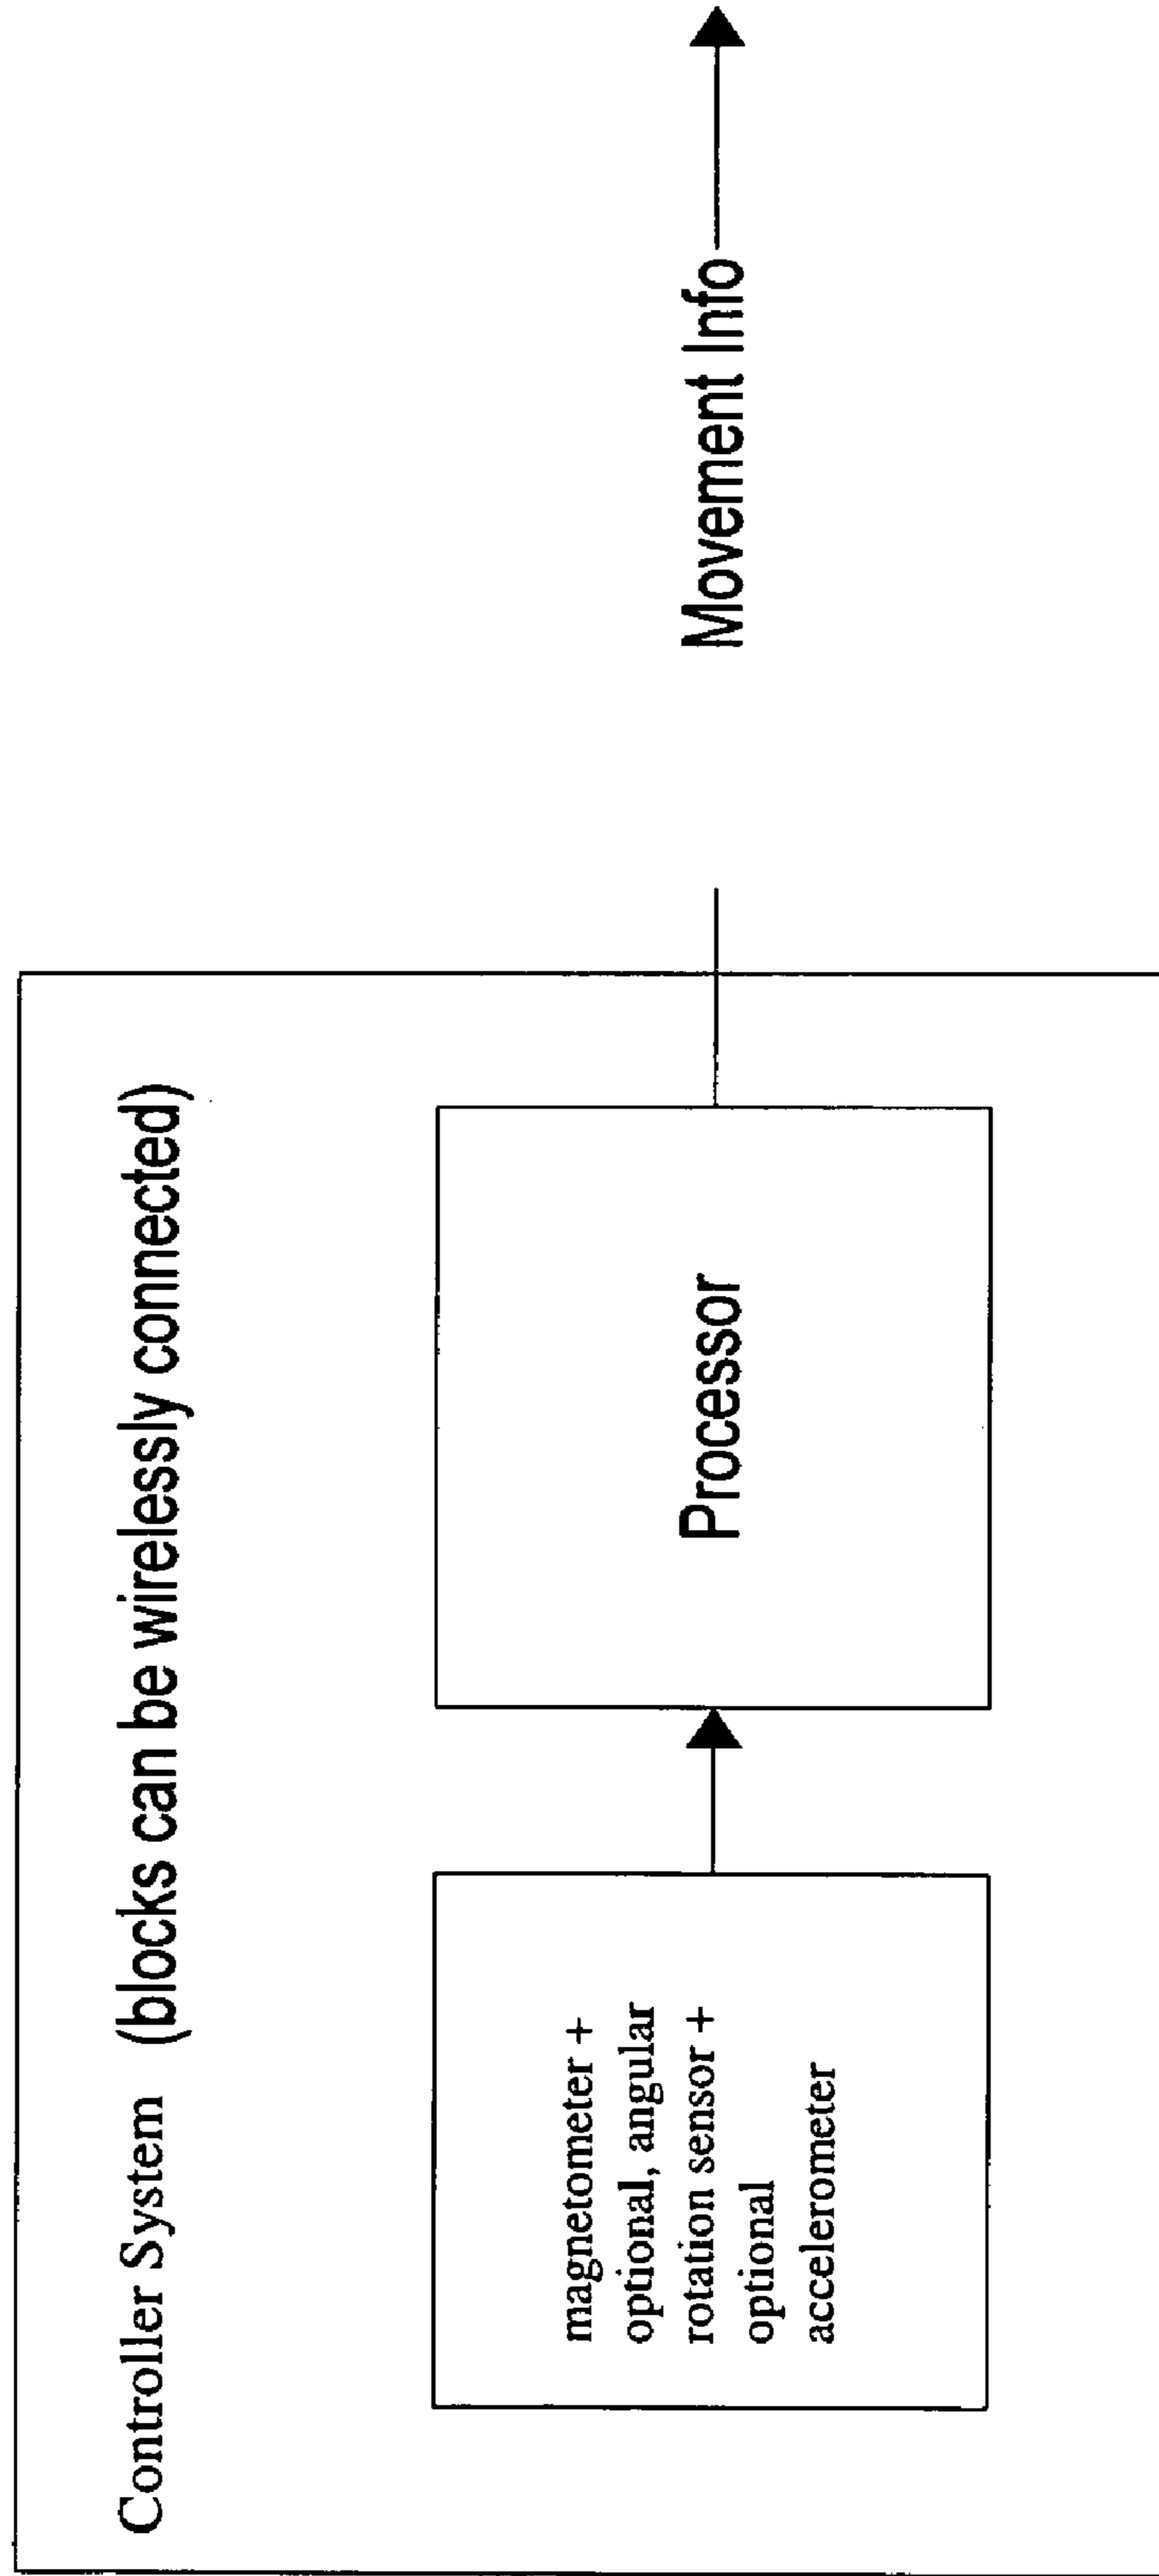 Controller System (blocks can be wirelessly connected)
magnetometer +
optional, angular
rotation sensor +
optional
accelerometer
Processor
Movement Info